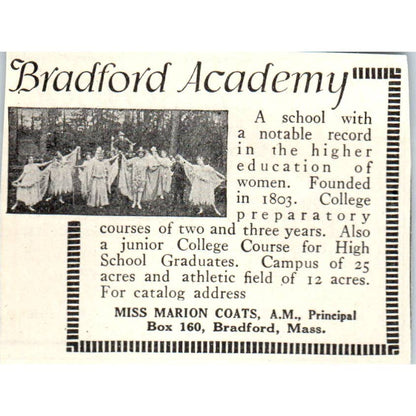 Bradford Academy
A school with
a notable record
in the higher
education of
women. Founded
in 1803. College
preparatory
courses of two and three years. Also
a junior College Course for High
School Graduates. Campus of 25
acres and athletic field of 12 acres.
For catalog address
MISS MARION COATS, A.M., Principal
Box 160, Bradford, Mass.